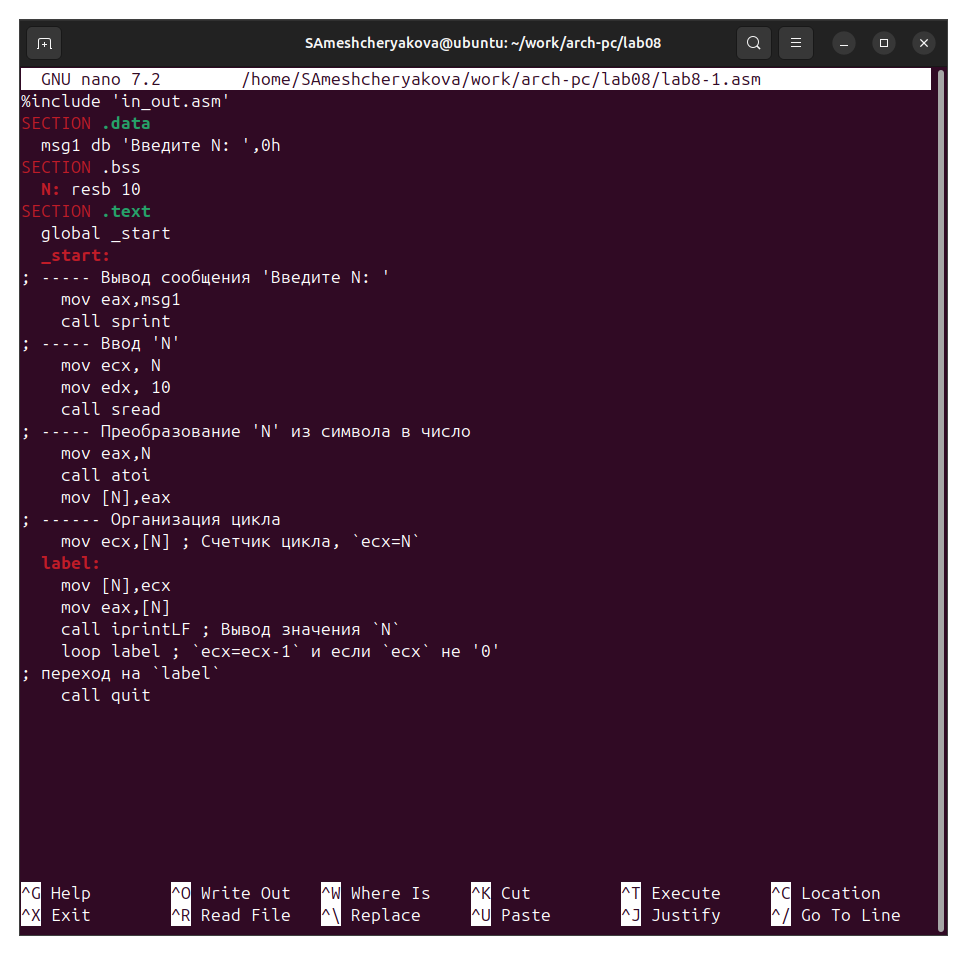 SAmeshcheryakova@ubuntu: ~/work/arch-pc/lab08
GNU nano 7.2 /home/SAmeshcheryakova/work/arch-pc/lab08/lab8-1.asm
%include 'in_out.asm'
SECTION .data
msg1 db 'Введите N: ',0h
SECTION .bss
N: resb 10
SECTION .text
global _start
_start:
; ----- Вывод сообщения 'Введите N: '
mov eax,msg1
call sprint
; ----- Ввод 'N'
mov ecx, N
mov edx, 10
call sread
; ----- Преобразование 'N' из символа в число
mov eax,N
call atoi
mov [N],eax
; ------ Организация цикла
mov ecx,[N] ; Счетчик цикла, `ecx=N`
label:
mov [N],ecx
mov eax,[N]
call iprintLF ; Вывод значения `N`
loop label ; `ecx=ecx-1` и если `ecx` не '0'
; переход на `label`
call quit
^G Help ^O Write Out ^W Where Is ^K Cut ^T Execute ^C Location
^X Exit ^R Read File ^\ Replace ^U Paste ^J Justify ^/ Go To Line